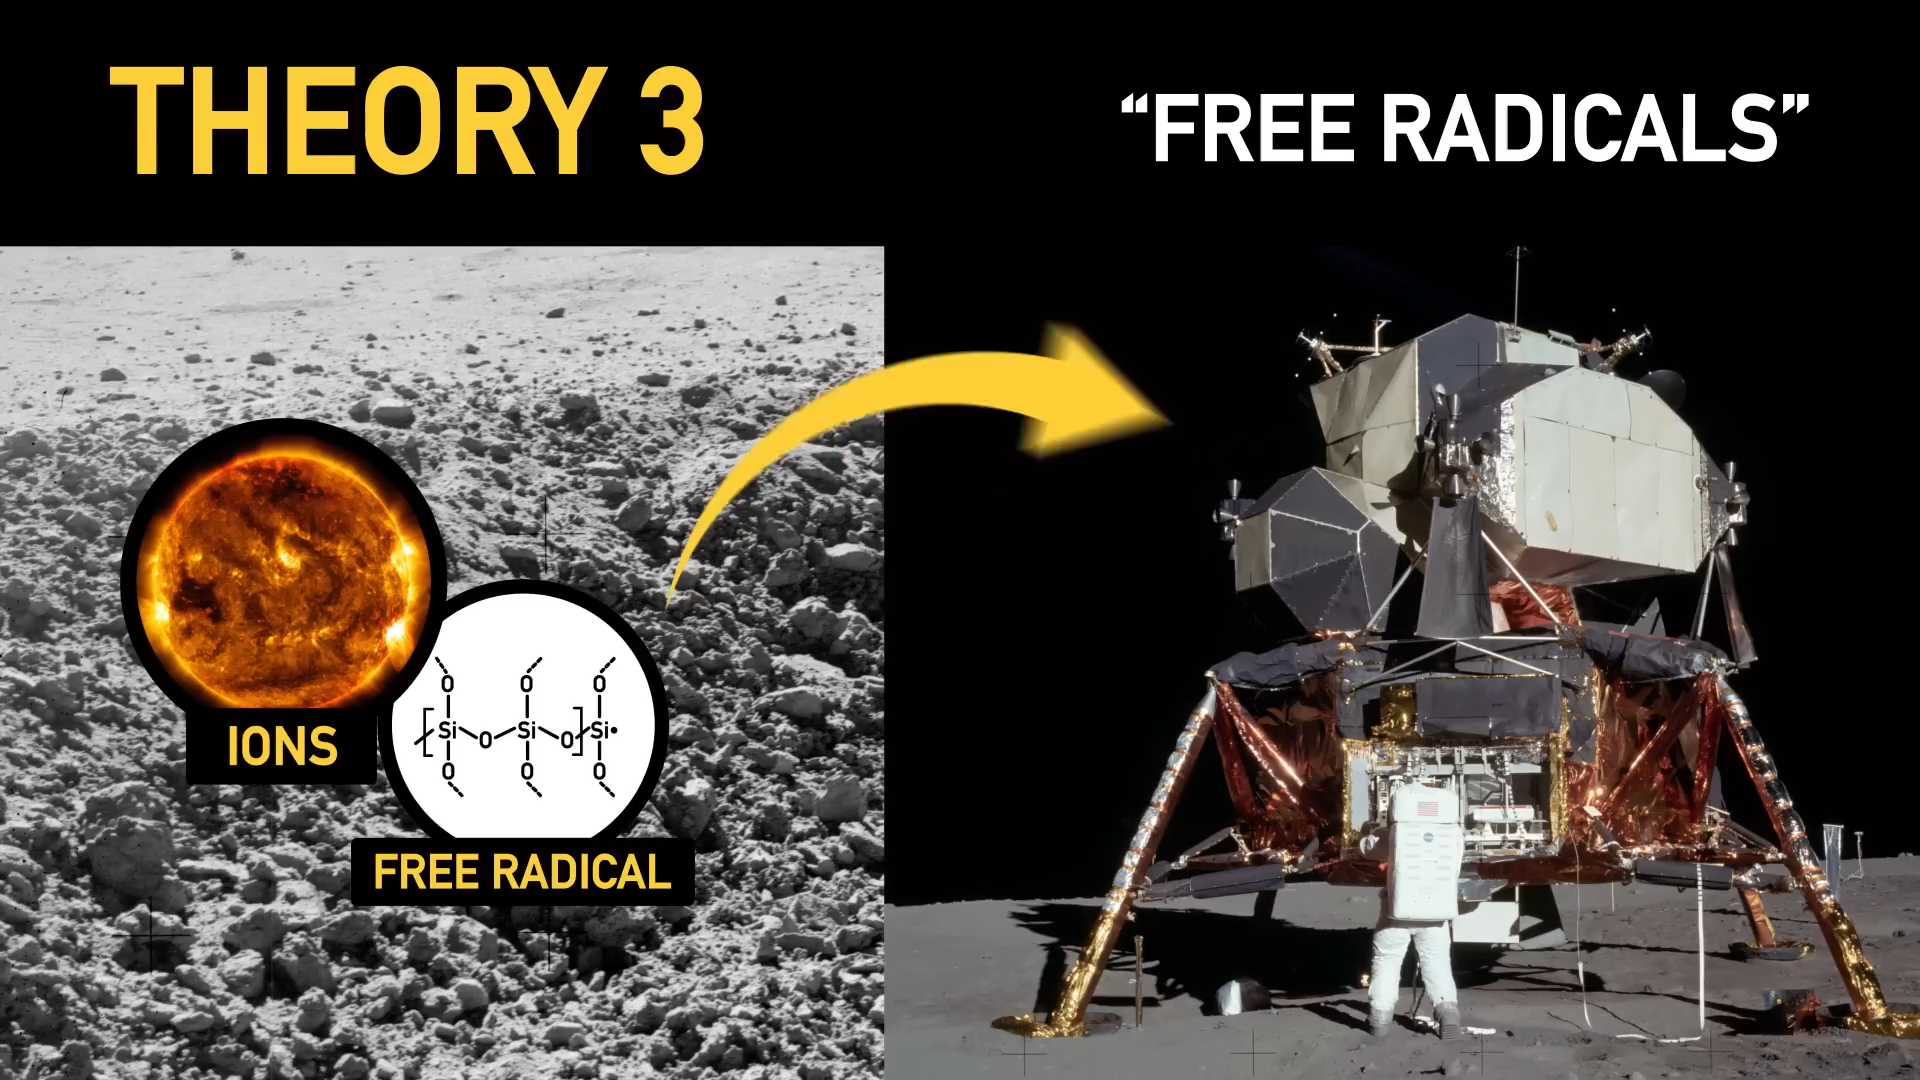 THEORY 3
“FREE RADICALS”
IONS
O O O
Si O Si O Si
O O O
FREE RADICAL